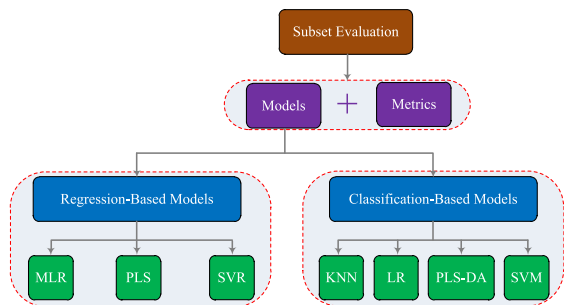 Subset Evaluation
Models + Metrics
Regression-Based Models
Classification-Based Models
MLR
PLS
SVR
KNN
LR
PLS-DA
SVM